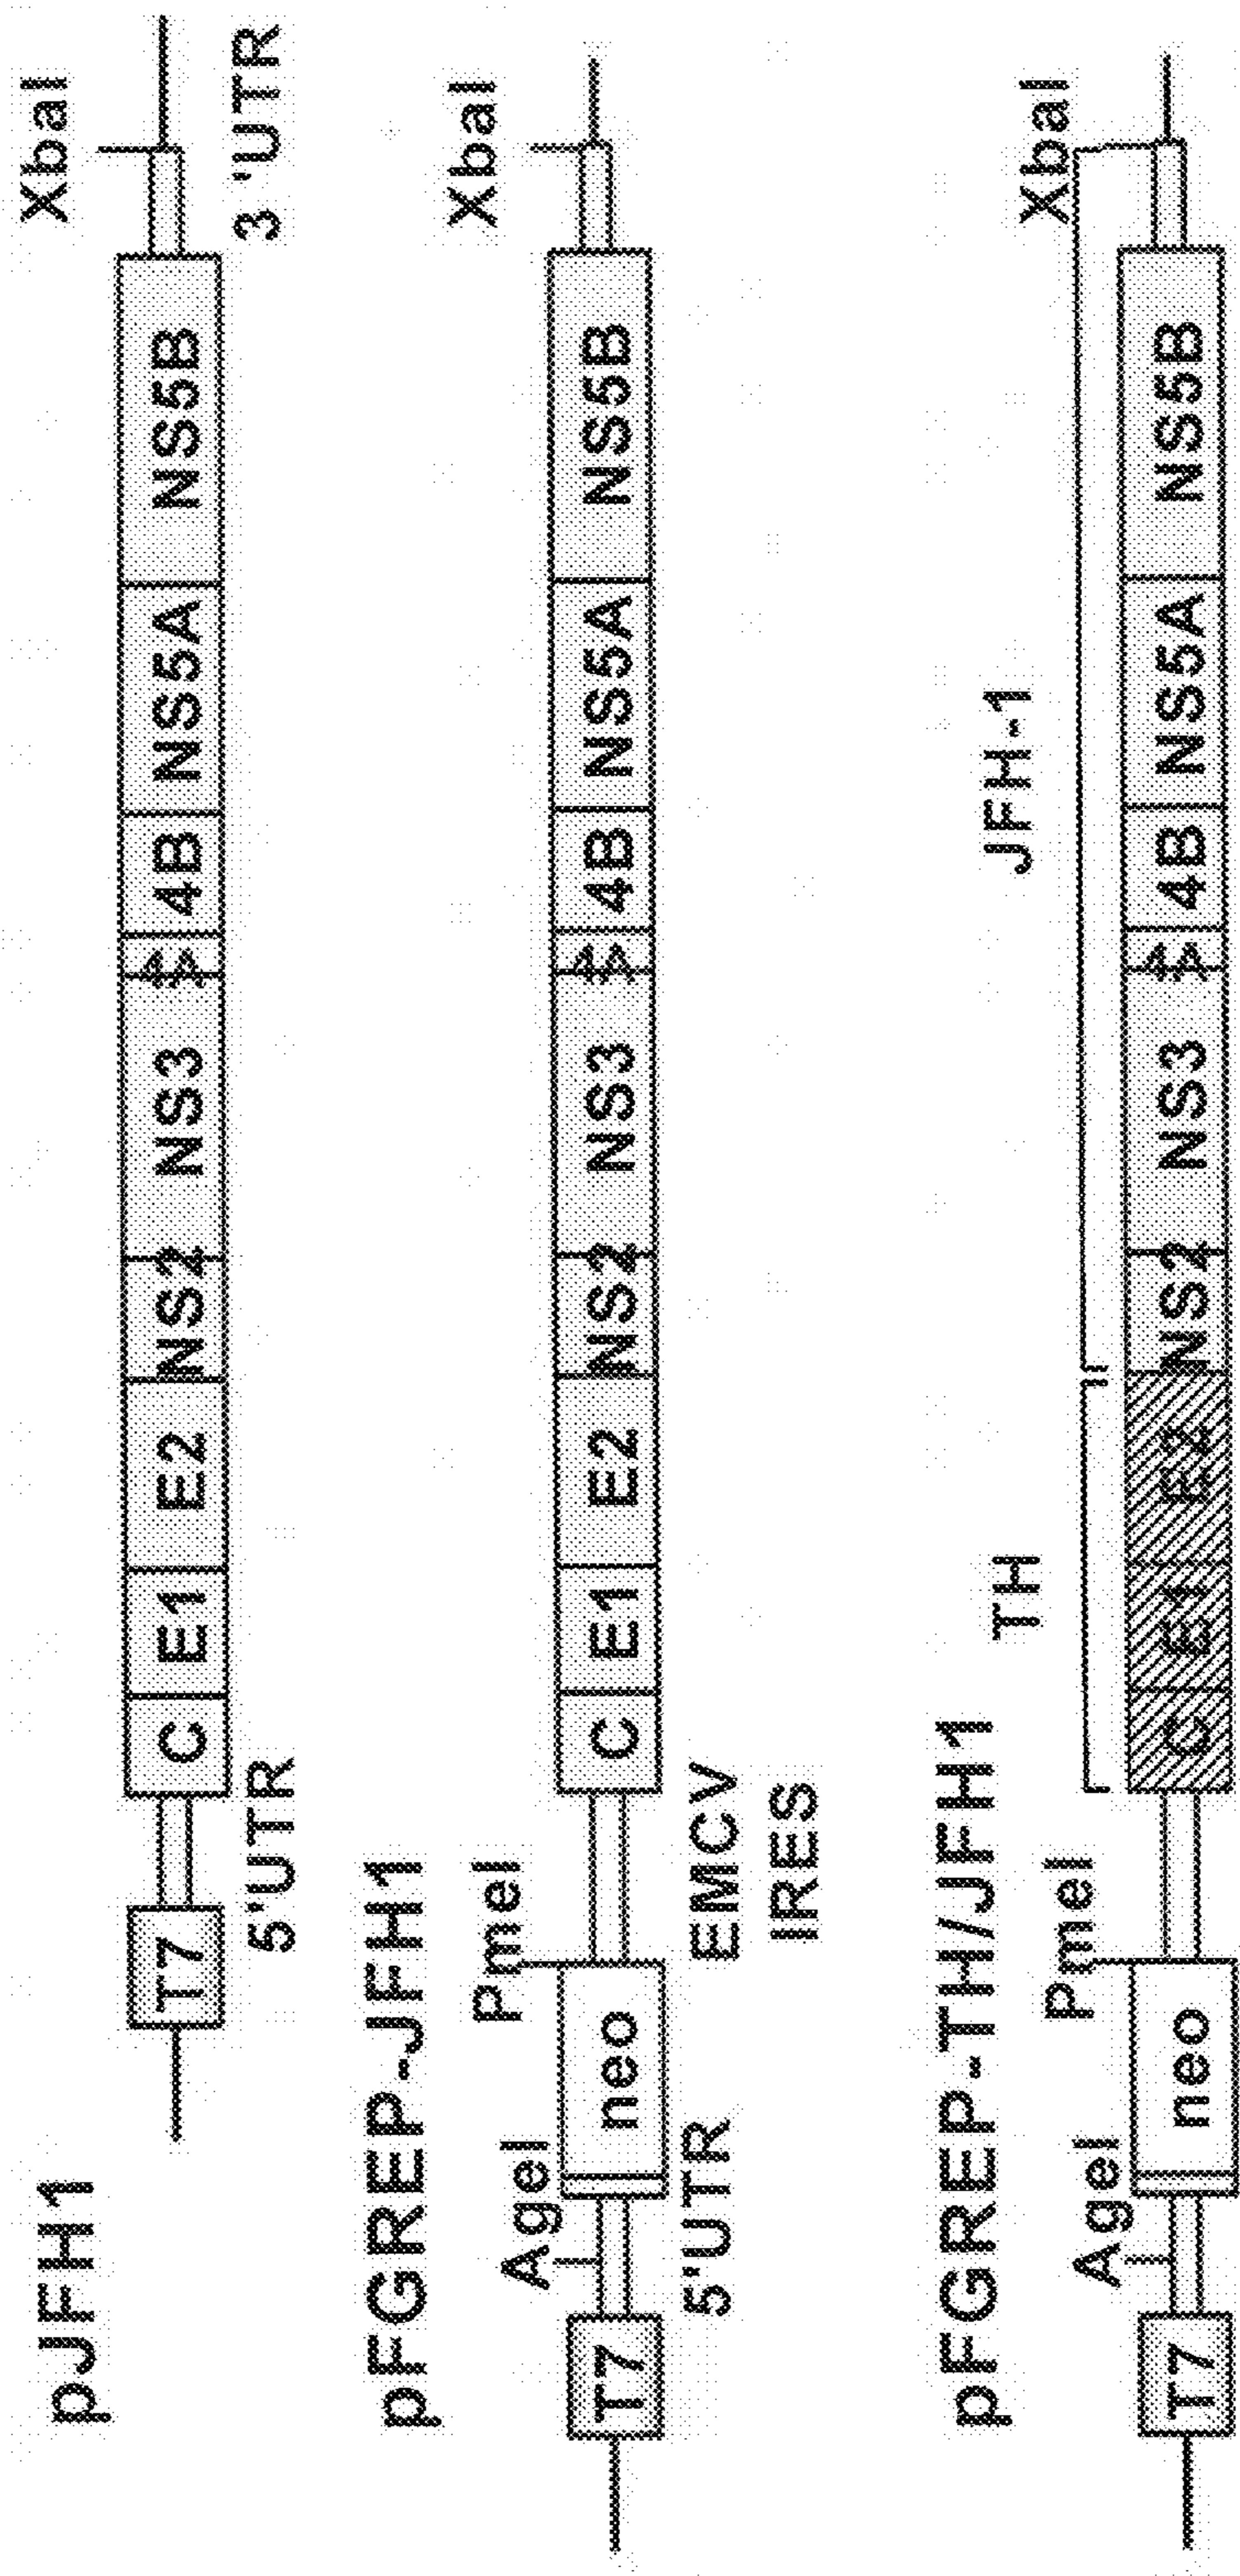 pJFH1
XbaI
T7 C E1 E2 NS2 NS3 4B NS5A NS5B
5'UTR 3'UTR
pFGREP-JFH1
AgeI PmeI XbaI
T7 neo C E1 E2 NS2 NS3 4B NS5A NS5B
5'UTR EMCV
IRES
pFGREP-TH/JFH1
TH JFH-1
AgeI PmeI XbaI
T7 neo C E1 E2 NS2 NS3 4B NS5A NS5B